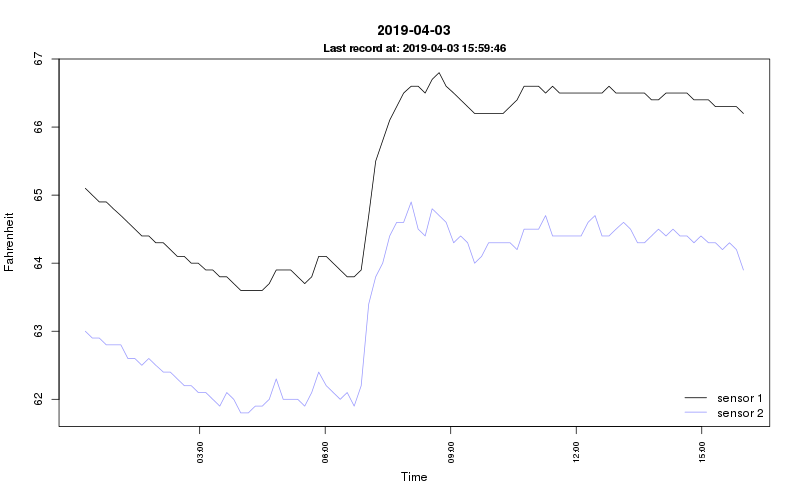 2019-04-03
Last record at: 2019-04-03 15:59:46
67
66
65
64
63
62
Fahrenheit
03:00
06:00
09:00
12:00
15:00
Time
sensor 1
sensor 2